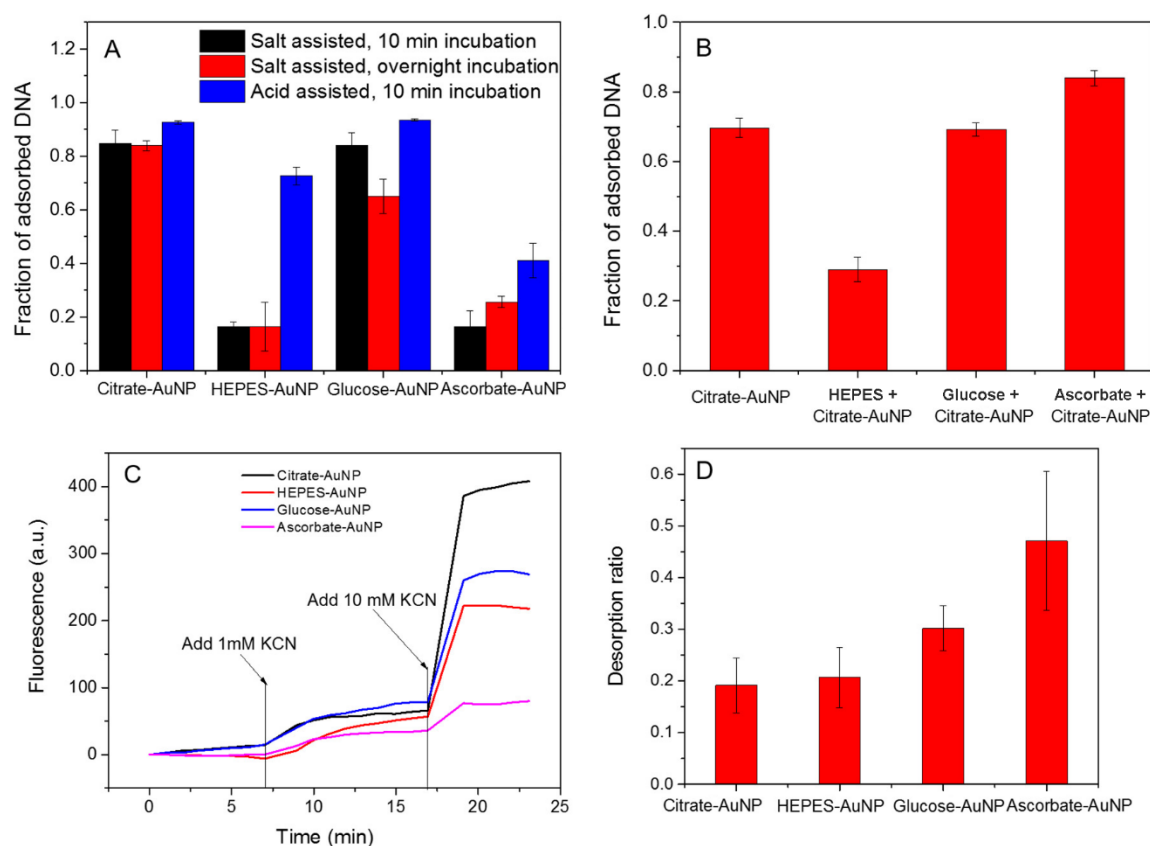 A
Salt assisted, 10 min incubation
Salt assisted, overnight incubation
Acid assisted, 10 min incubation
Fraction of adsorbed DNA
1.2
1.0
0.8
0.6
0.4
0.2
0.0
Citrate-AuNP HEPES-AuNP Glucose-AuNP Ascorbate-AuNP
B
Fraction of adsorbed DNA
0.8
0.6
0.4
0.2
0.0
Citrate-AuNP
HEPES +
Citrate-AuNP
Glucose +
Citrate-AuNP
Ascorbate +
Citrate-AuNP
C
Citrate-AuNP
HEPES-AuNP
Glucose-AuNP
Ascorbate-AuNP
Fluorescence (a.u.)
400
300
200
100
0
Add 1mM KCN
Add 10 mM KCN
0 5 10 15 20 25
Time (min)
D
Desorption ratio
0.6
0.5
0.4
0.3
0.2
0.1
0.0
Citrate-AuNP HEPES-AuNP Glucose-AuNP Ascorbate-AuNP